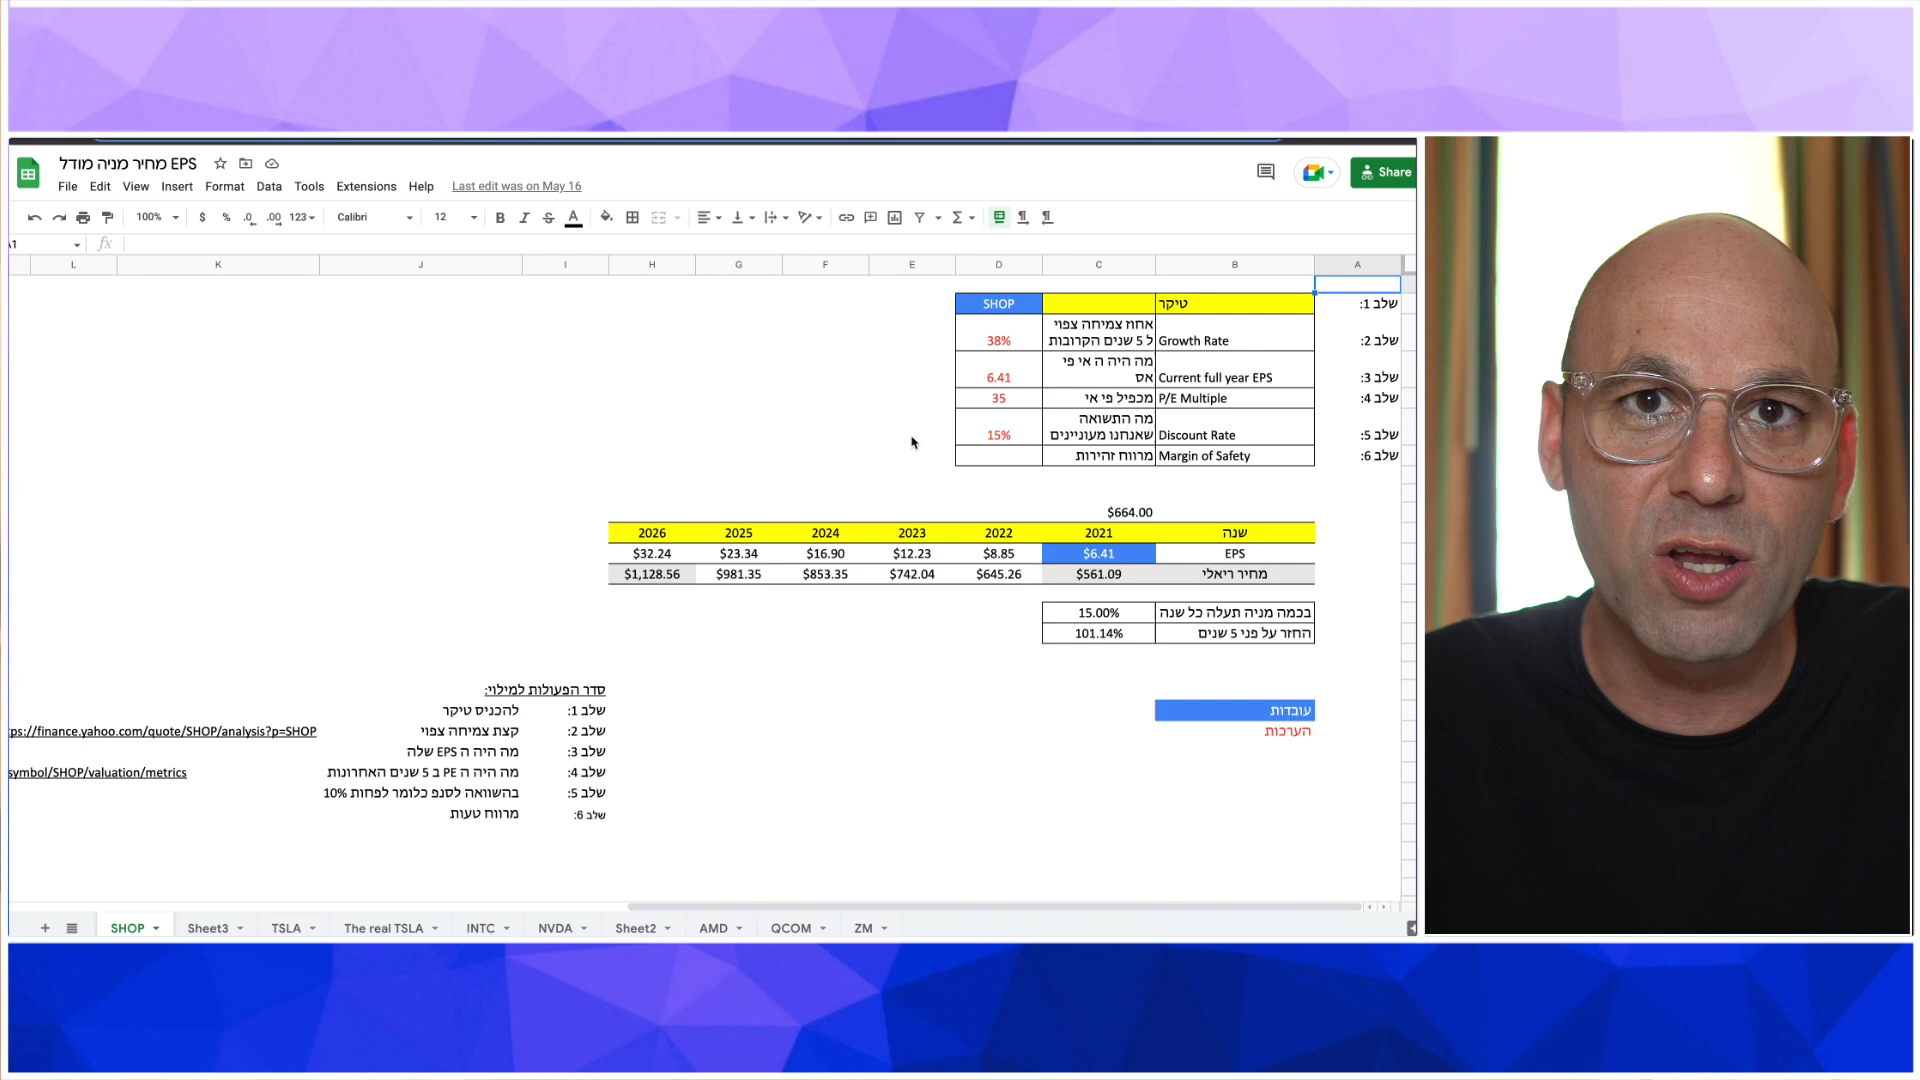 EPS מחיר מניה מודל
File Edit View Insert Format Data Tools Extensions Help Last edit was on May 16
Share
100% $ % .0 .00 123 Calibri 12 B I S A
fx
L K J I H G F E D C B A
שלב 1: טיקר SHOP
שלב 2: Growth Rate אחוז צמיחה צפוי ל 5 שנים הקרובות 38%
שלב 3: Current full year EPS מה היה ה אי פי אס 6.41
שלב 4: P/E Multiple מכפיל פי אי 35
שלב 5: Discount Rate מה התשואה שאנחנו מעוניינים 15%
שלב 6: Margin of Safety מרווח זהירות
$664.00
שנה 2021 2022 2023 2024 2025 2026
EPS $6.41 $8.85 $12.23 $16.90 $23.34 $32.24
מחיר ריאלי $561.09 $645.26 $742.04 $853.35 $981.35 $1,128.56
בכמה מניה תעלה כל שנה 15.00%
החזר על פני 5 שנים 101.14%
עובדות
הערכות
סדר הפעולות למילוי:
שלב 1: להכניס טיקר
שלב 2: קצת צמיחה צפוי ps://finance.yahoo.com/quote/SHOP/analysis?p=SHOP
שלב 3: מה היה ה EPS שלה
שלב 4: מה היה ה PE ב 5 שנים האחרונות symbol/SHOP/valuation/metrics
שלב 5: בהשוואה לסנפ כלומר לפחות 10%
שלב 6: מרווח טעות
SHOP Sheet3 TSLA The real TSLA INTC NVDA Sheet2 AMD QCOM ZM